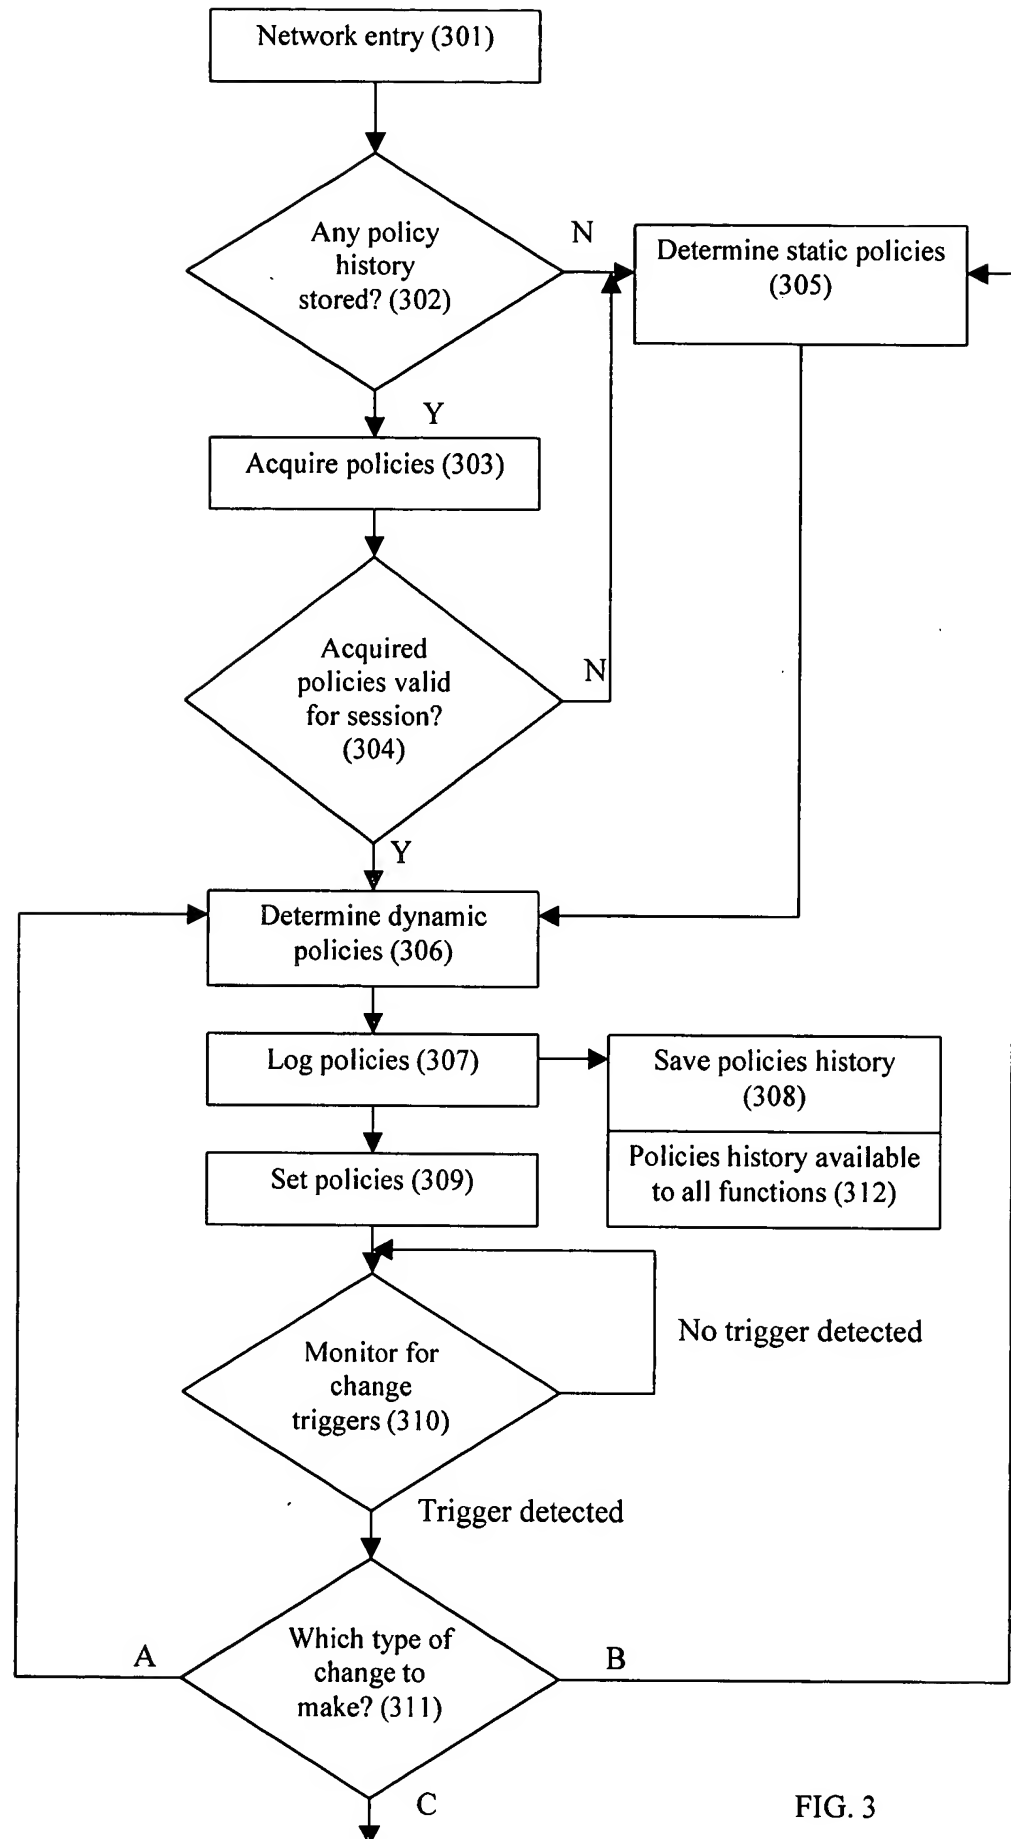 Network entry (301)
Any policy
history
stored? (302)
N
Determine static policies
(305)
Y
Acquire policies (303)
Acquired
policies valid
for session?
(304)
N
Y
Determine dynamic
policies (306)
Log policies (307)
Save policies history
(308)
Policies history available
to all functions (312)
Set policies (309)
Monitor for
change
triggers (310)
No trigger detected
Trigger detected
Which type of
change to
make? (311)
A
B
C
FIG. 3